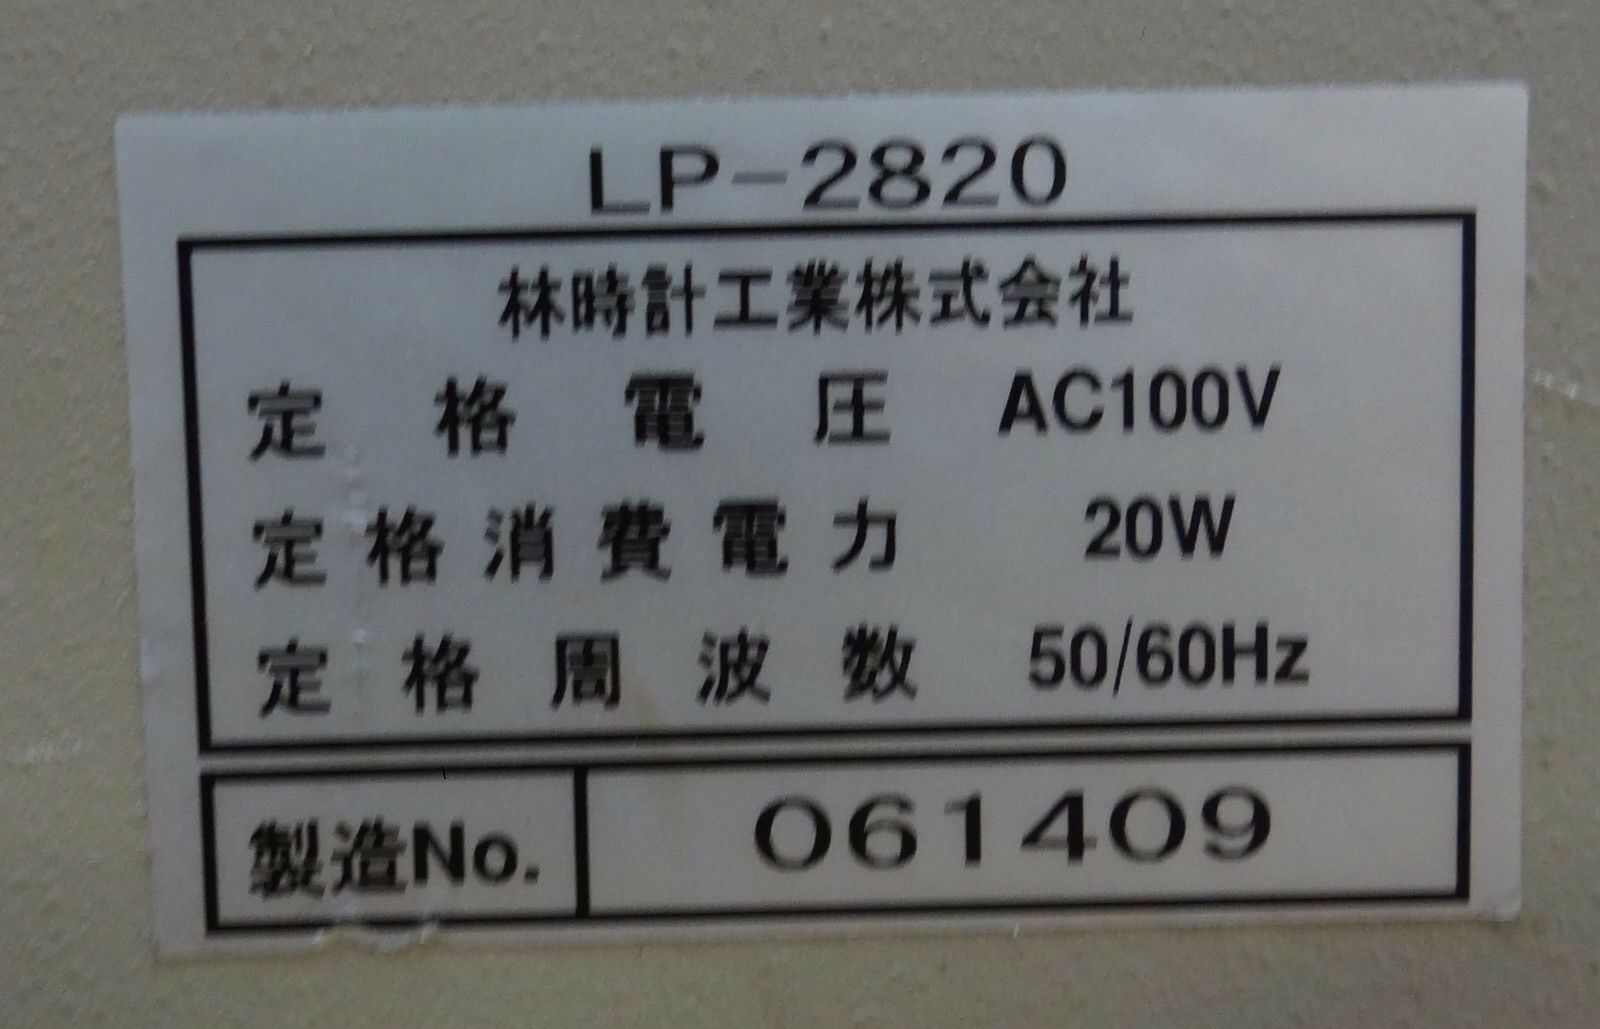 LP-2820
林時計工業株式会社
定格電圧 AC100V
定格消費電力 20W
定格周波数 50/60Hz
製造No. 061409